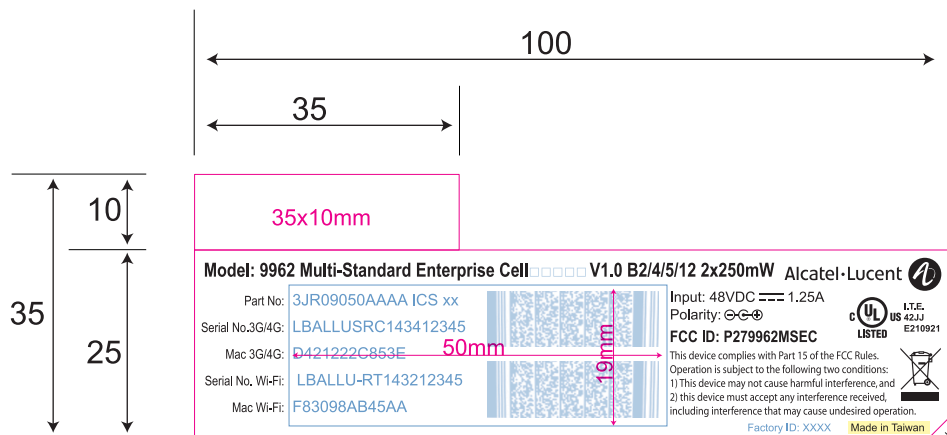 100
35
10
35x10mm
35
25
Model: 9962 Multi-Standard Enterprise Cell□□□□□ V1.0 B2/4/5/12 2x250mW
Alcatel·Lucent
Part No: 3JR09050AAAA ICS xx
Serial No.3G/4G: LBALLUSRC143412345
Mac 3G/4G: D421222C853E
50mm
19mm
Serial No. Wi-Fi: LBALLU-RT143212345
Mac Wi-Fi: F83098AB45AA
Input: 48VDC 1.25A
Polarity:
FCC ID: P279962MSEC
C UL US
LISTED
I.T.E.
42JJ
E210921
This device complies with Part 15 of the FCC Rules.
Operation is subject to the following two conditions:
1) This device may not cause harmful interference, and
2) this device must accept any interference received,
including interference that may cause undesired operation.
Factory ID: XXXX Made in Taiwan